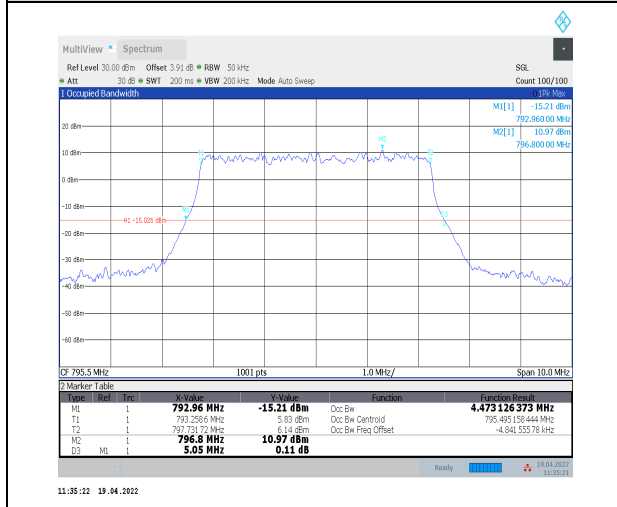 MultiView Spectrum
Ref Level 30.00 dBm Offset 3.91 dB RBW 50 kHz SGL
Att 30 dB SWT 200 ms VBW 200 kHz Mode Auto Sweep Count 100/100
1 Occupied Bandwidth 1Pk Max
M1[1] -15.21 dBm
792.960 00 MHz
M2[1] 10.97 dBm
796.800 00 MHz
20 dBm
M2
10 dBm
T1
0 dBm
-10 dBm
H1 -15.026 dBm
-20 dBm
-30 dBm
-40 dBm
-50 dBm
-60 dBm
CF 795.5 MHz 1001 pts 1.0 MHz/ Span 10.0 MHz
2 Marker Table
Type Ref Trc X-Value Y-Value Function Function Result
M1 1 792.96 MHz -15.21 dBm Occ Bw 4.473 126 373 MHz
T1 1 793.258 6 MHz 5.83 dBm Occ Bw Centroid 795.495 158 444 MHz
T2 1 797.731 72 MHz 6.14 dBm Occ Bw Freq Offset -4.841 555 78 kHz
M2 1 796.8 MHz 10.97 dBm
D3 M1 1 5.05 MHz 0.11 dB
Ready 19.04.2022
11:35:21
11:35:22 19.04.2022